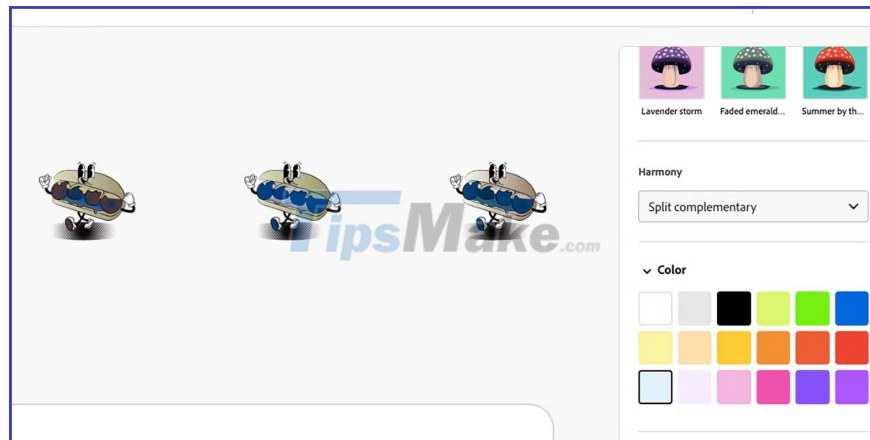 Lavender storm
Faded emerald...
Summer by th...
Harmony
Split complementary
Color
TipsMake.com